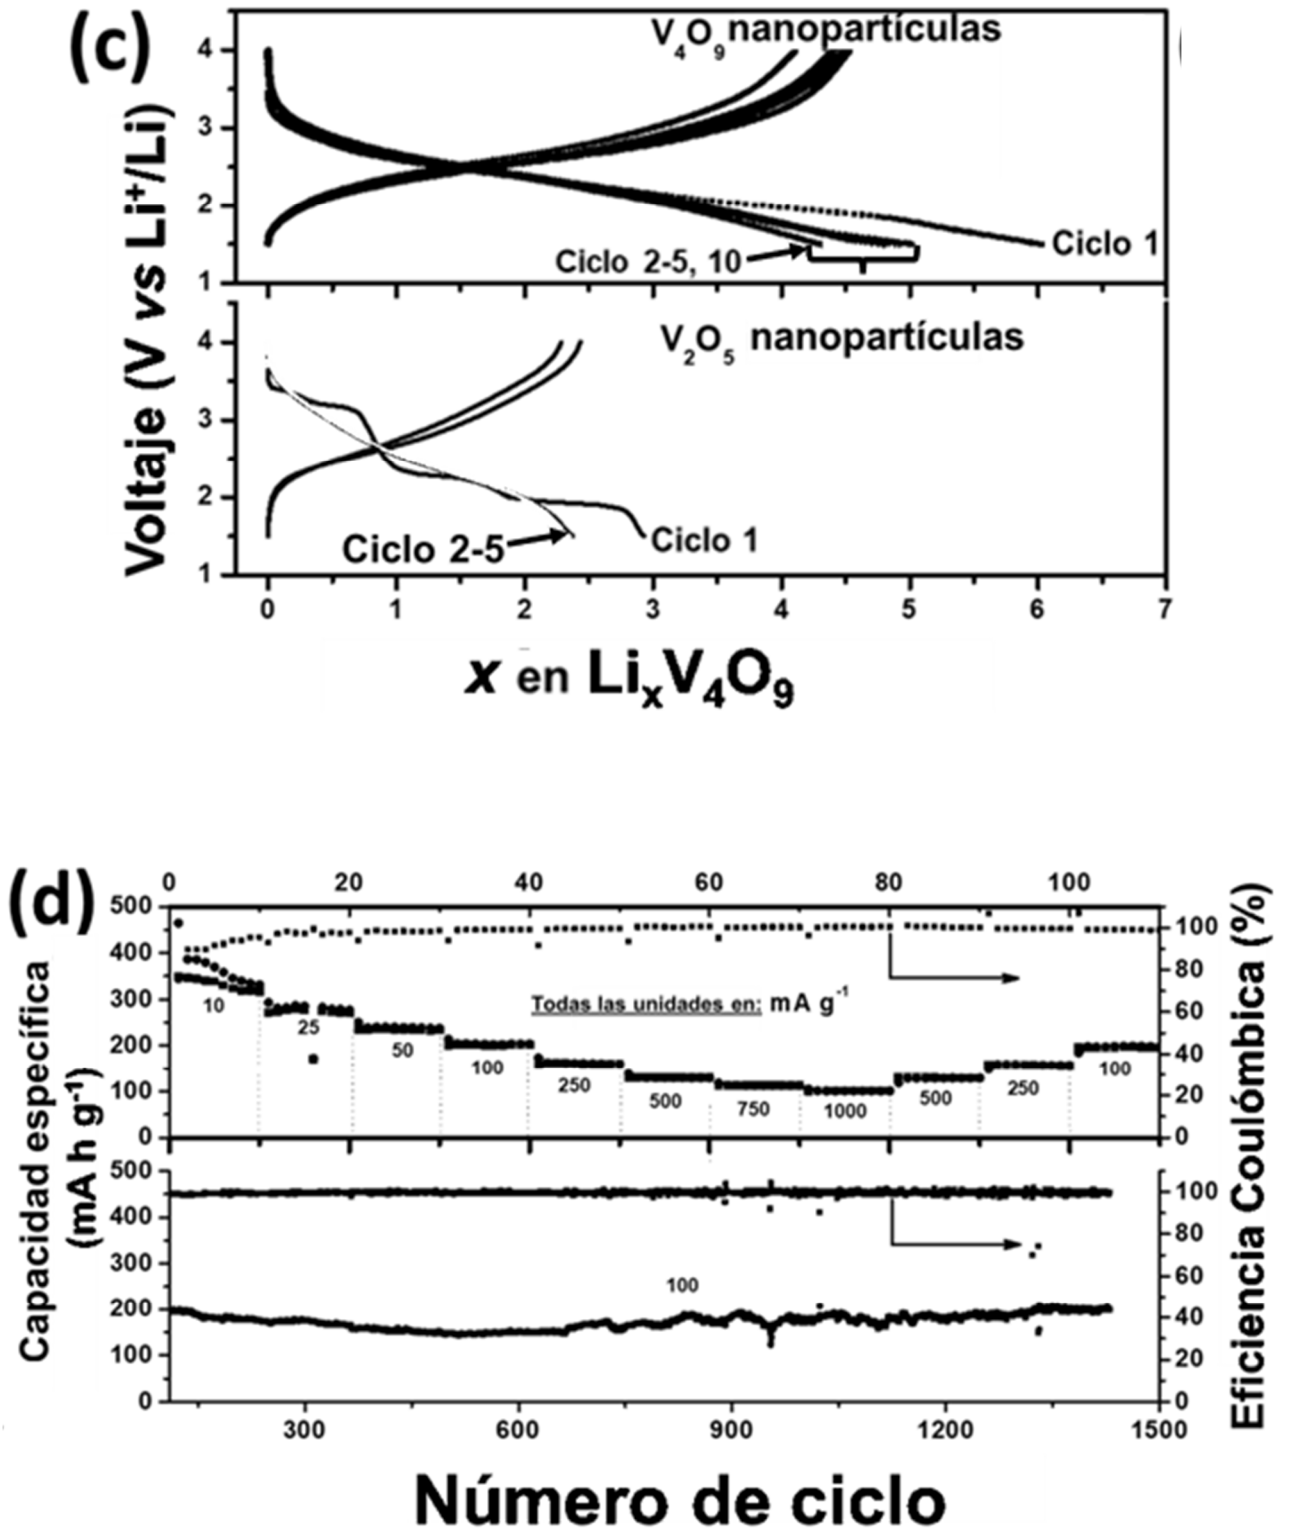 (c)
V4O9 nanopartículas
4
3
2
1
Ciclo 1
Ciclo 2-5, 10
V2O5 nanopartículas
4
3
2
1
Ciclo 2-5
Ciclo 1
Voltaje (V vs Li+/Li)
0 1 2 3 4 5 6 7
x en LixV4O9
(d)
0 20 40 60 80 100
500
400
300
200
100
0
100
80
60
40
20
0
Todas las unidades en: mA g-1
10 25 50 100 250 500 750 1000 500 250 100
Capacidad específica
(mA h g-1)
Eficiencia Coulómbica (%)
500
400
300
200
100
0
100
80
60
40
20
0
100
300 600 900 1200 1500
Número de ciclo